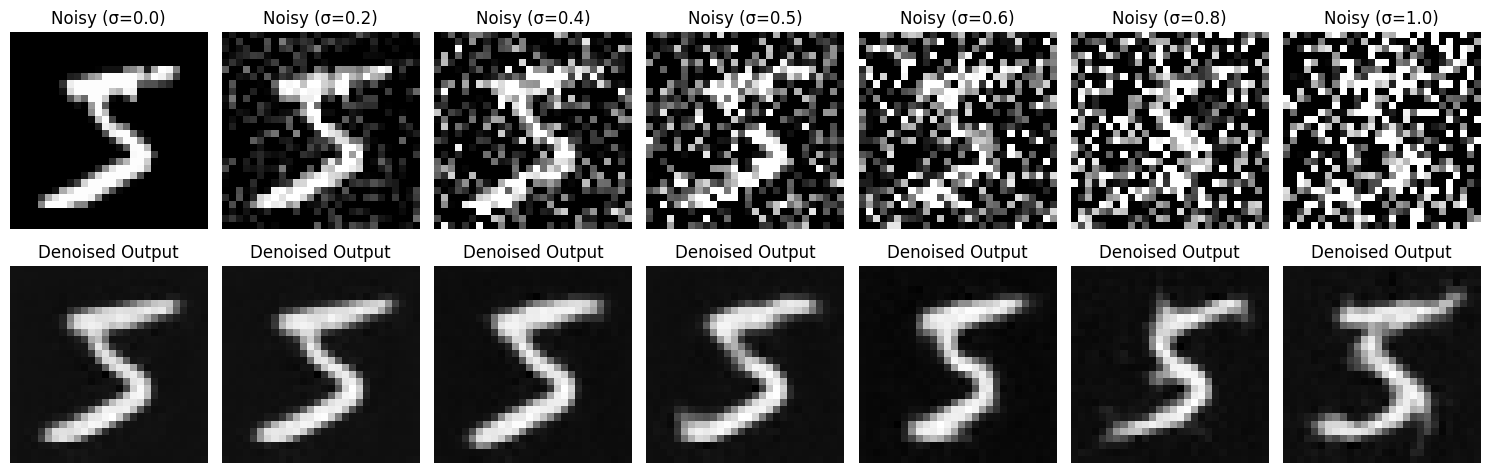 Noisy (σ=0.0) Noisy (σ=0.2) Noisy (σ=0.4) Noisy (σ=0.5) Noisy (σ=0.6) Noisy (σ=0.8) Noisy (σ=1.0)
Denoised Output Denoised Output Denoised Output Denoised Output Denoised Output Denoised Output Denoised Output